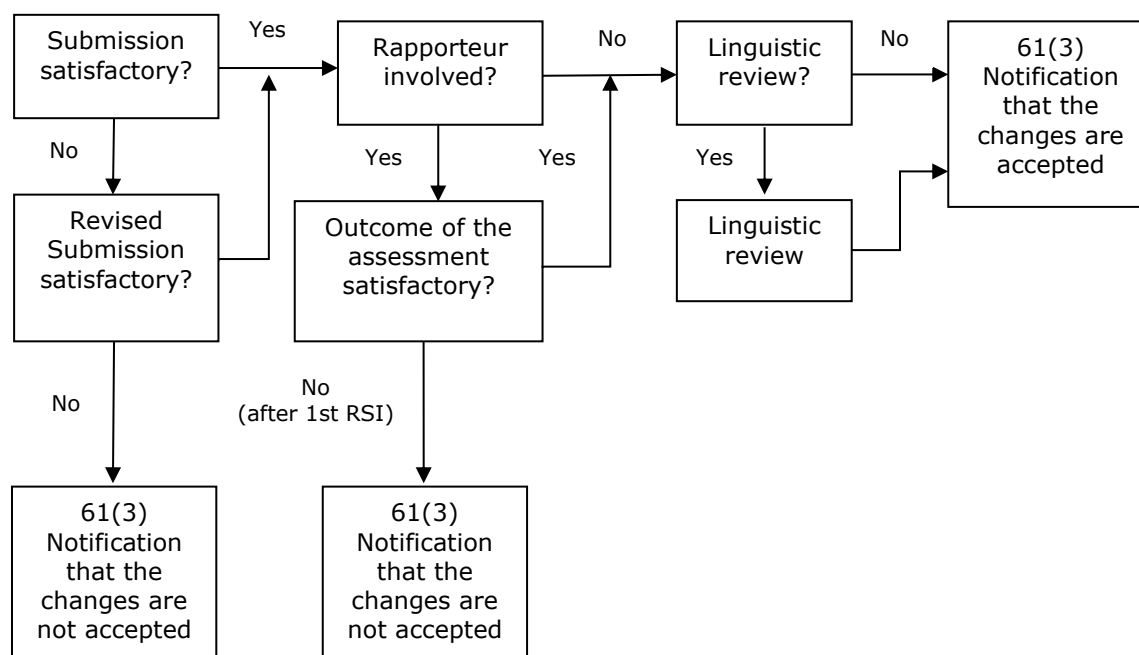 Submission
satisfactory?
Yes
Rapporteur
involved?
No
Linguistic
review?
No
61(3)
Notification
that the
changes are
accepted
No
Yes
Yes
Yes
Revised
Submission
satisfactory?
Outcome of the
assessment
satisfactory?
Linguistic
review
No
No
(after 1st RSI)
61(3)
Notification
that the
changes are
not accepted
61(3)
Notification
that the
changes are
not accepted